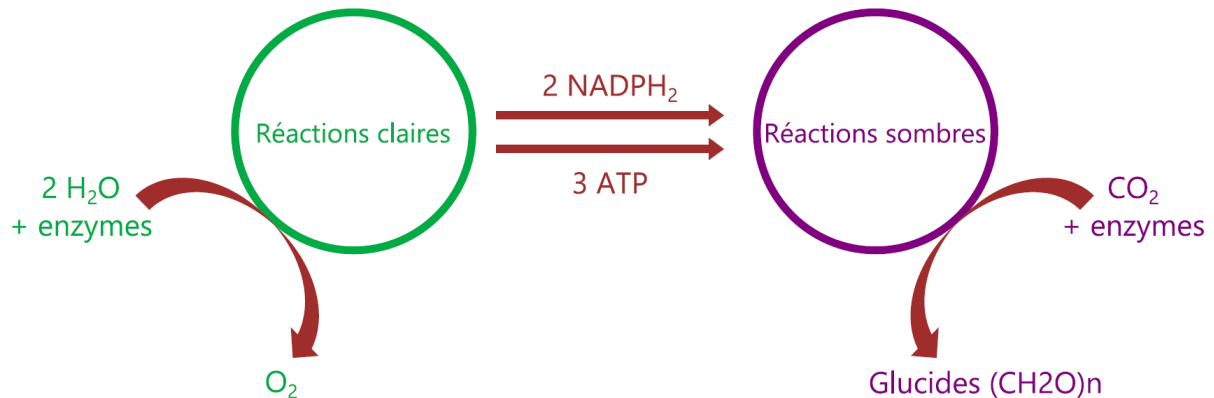 Réactions claires
2 NADPH₂
3 ATP
Réactions sombres
2 H₂O
+ enzymes
CO₂
+ enzymes
O₂
Glucides (CH2O)n